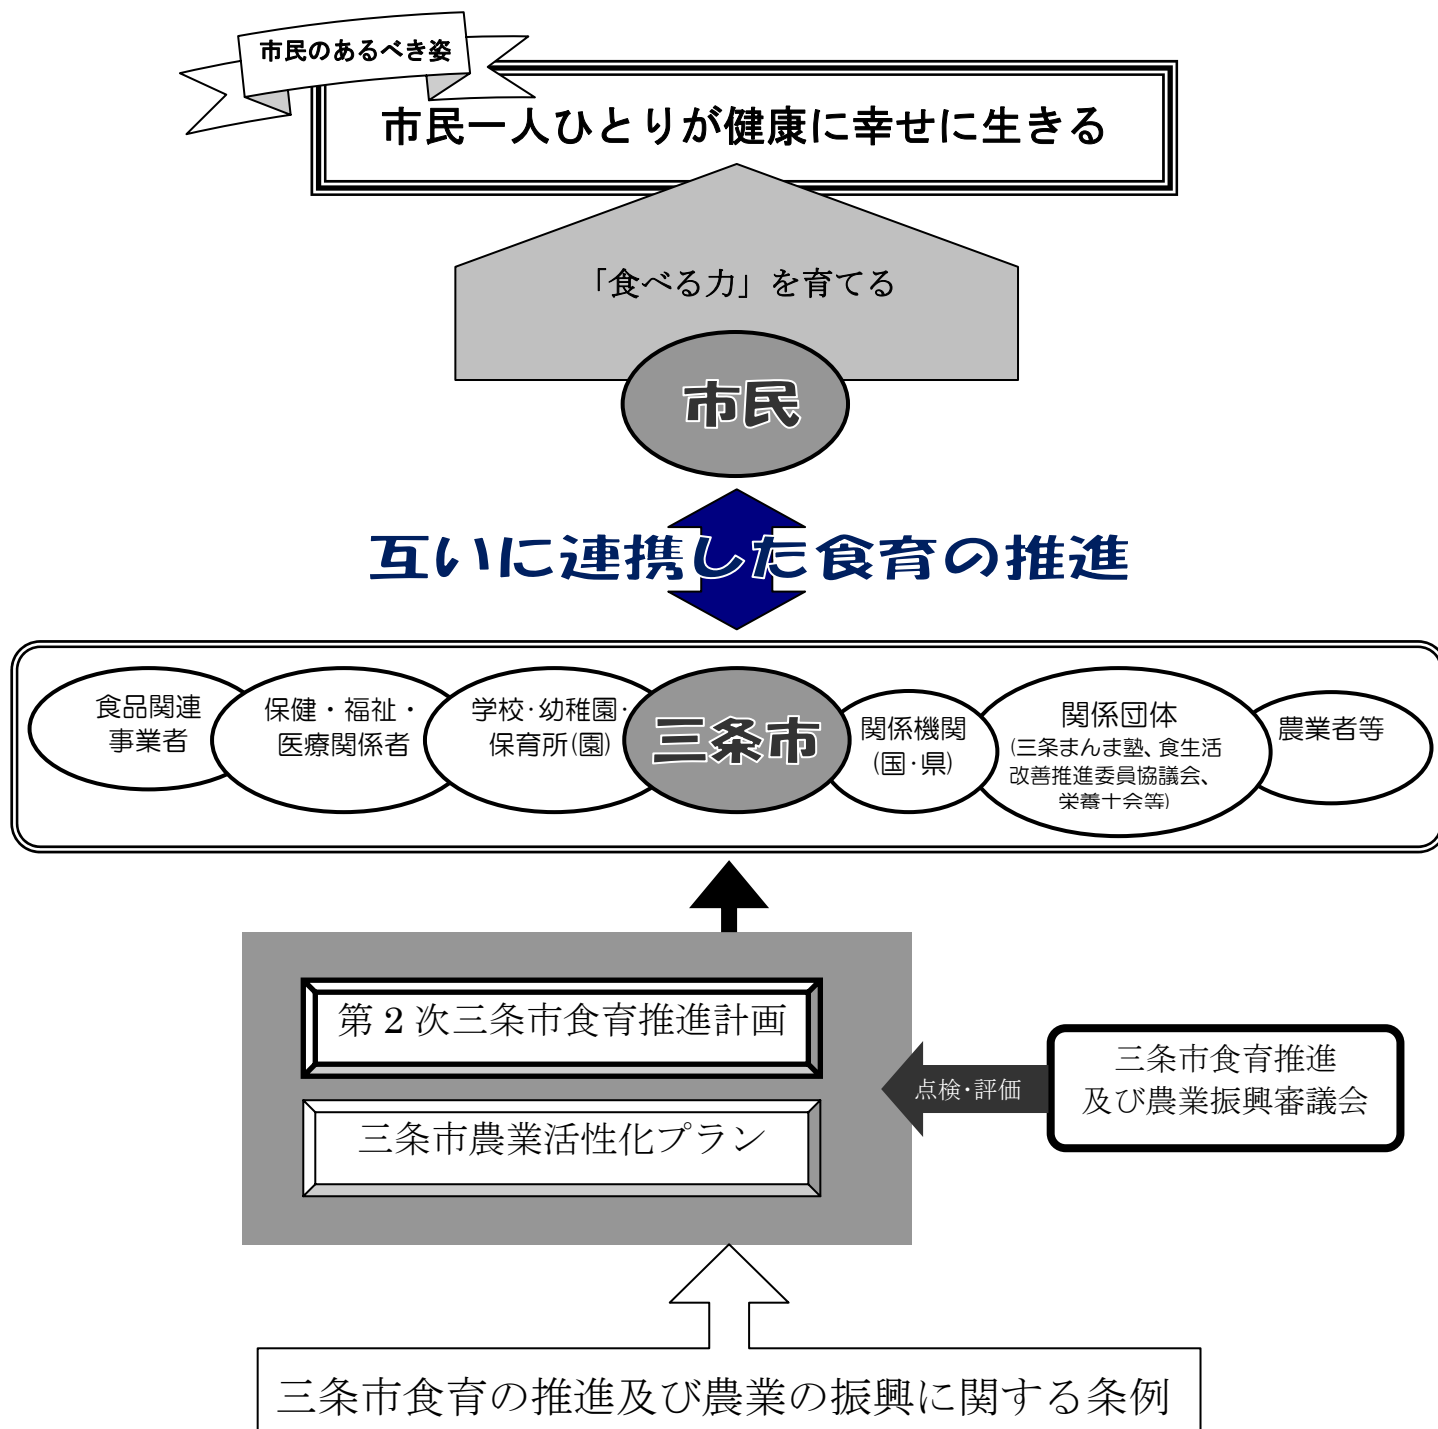 市民のあるべき姿
市民一人ひとりが健康に幸せに生きる
「食べる力」を育てる
市民
互いに連携した食育の推進
食品関連
事業者
保健・福祉・
医療関係者
学校・幼稚園・
保育所(園)
三条市
関係機関
(国・県)
関係団体
(三条まんま塾、食生活
改善推進委員協議会、
栄養士会等)
農業者等
第2次三条市食育推進計画
三条市農業活性化プラン
点検・評価
三条市食育推進
及び農業振興審議会
三条市食育の推進及び農業の振興に関する条例